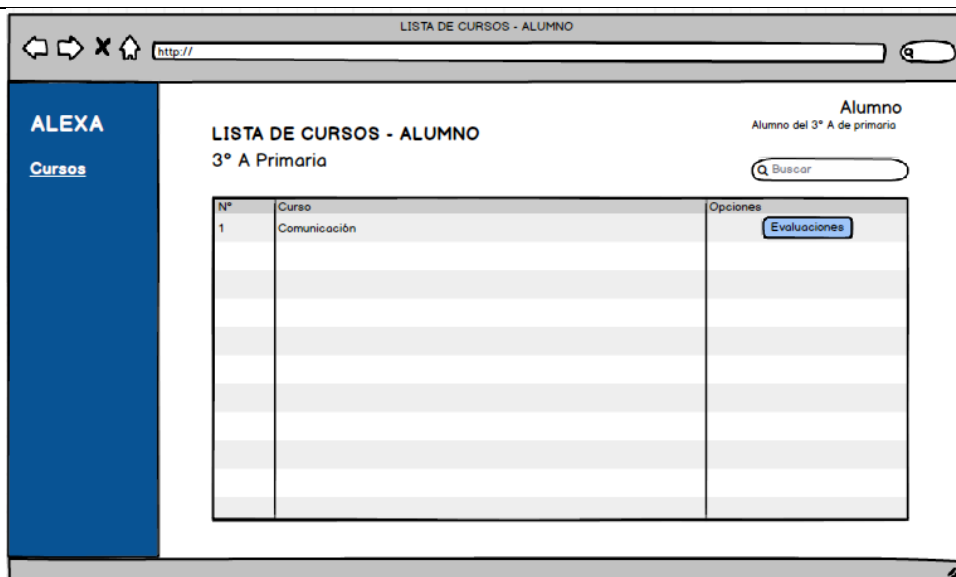 LISTA DE CURSOS - ALUMNO
http://
ALEXA
Cursos
Alumno
Alumno del 3° A de primaria
LISTA DE CURSOS - ALUMNO
3° A Primaria
Buscar
N° Curso Opciones
1 Comunicación Evaluaciones